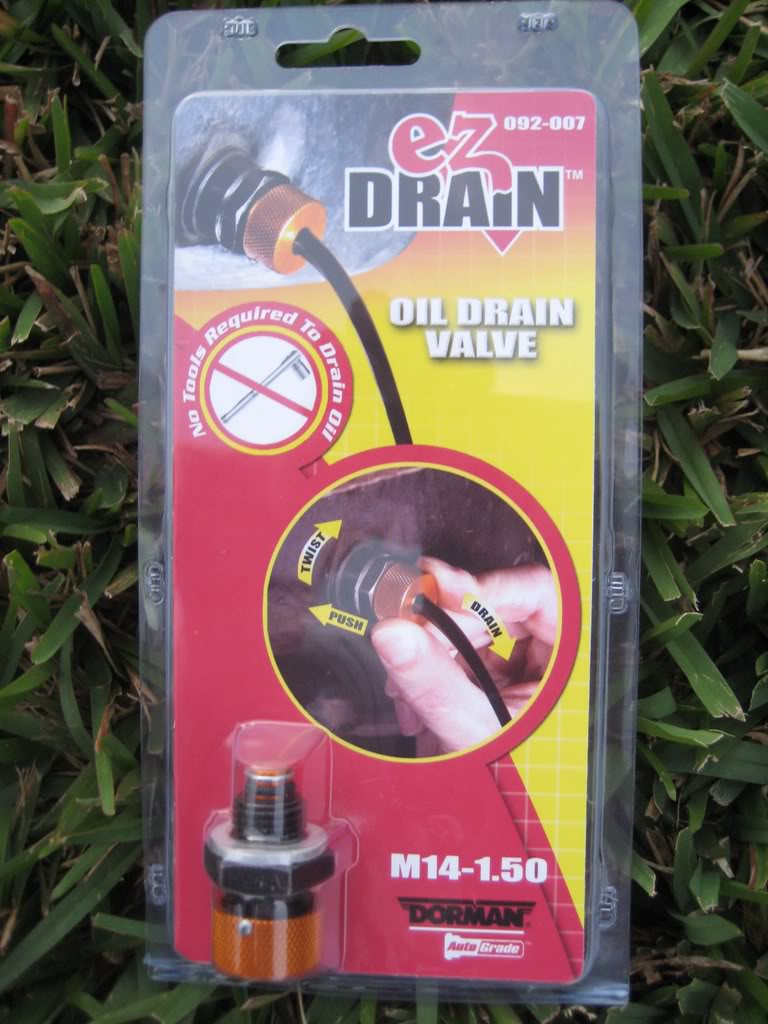 092-007
ez
DRAIN™
OIL DRAIN
VALVE
No Tools Required To Drain Oil
TWIST
PUSH
DRAIN
M14-1.50
DORMAN®
AutoGrade™